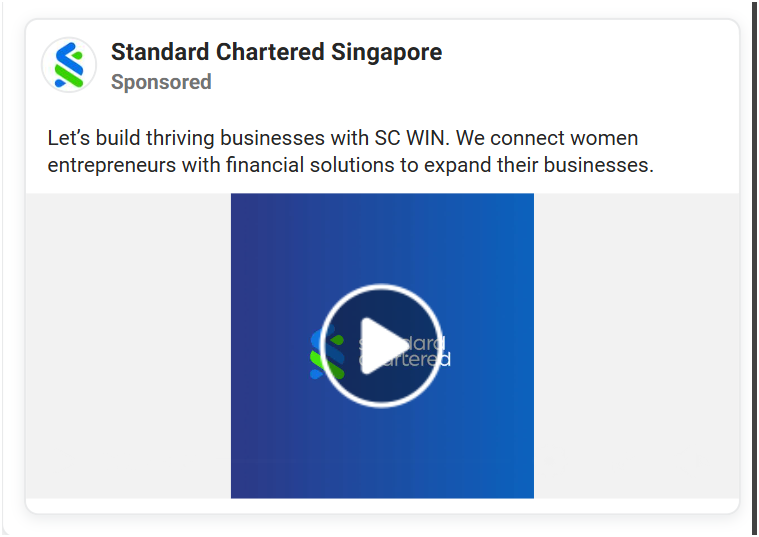 Standard Chartered Singapore
Sponsored
Let’s build thriving businesses with SC WIN. We connect women
entrepreneurs with financial solutions to expand their businesses.
standard
chartered